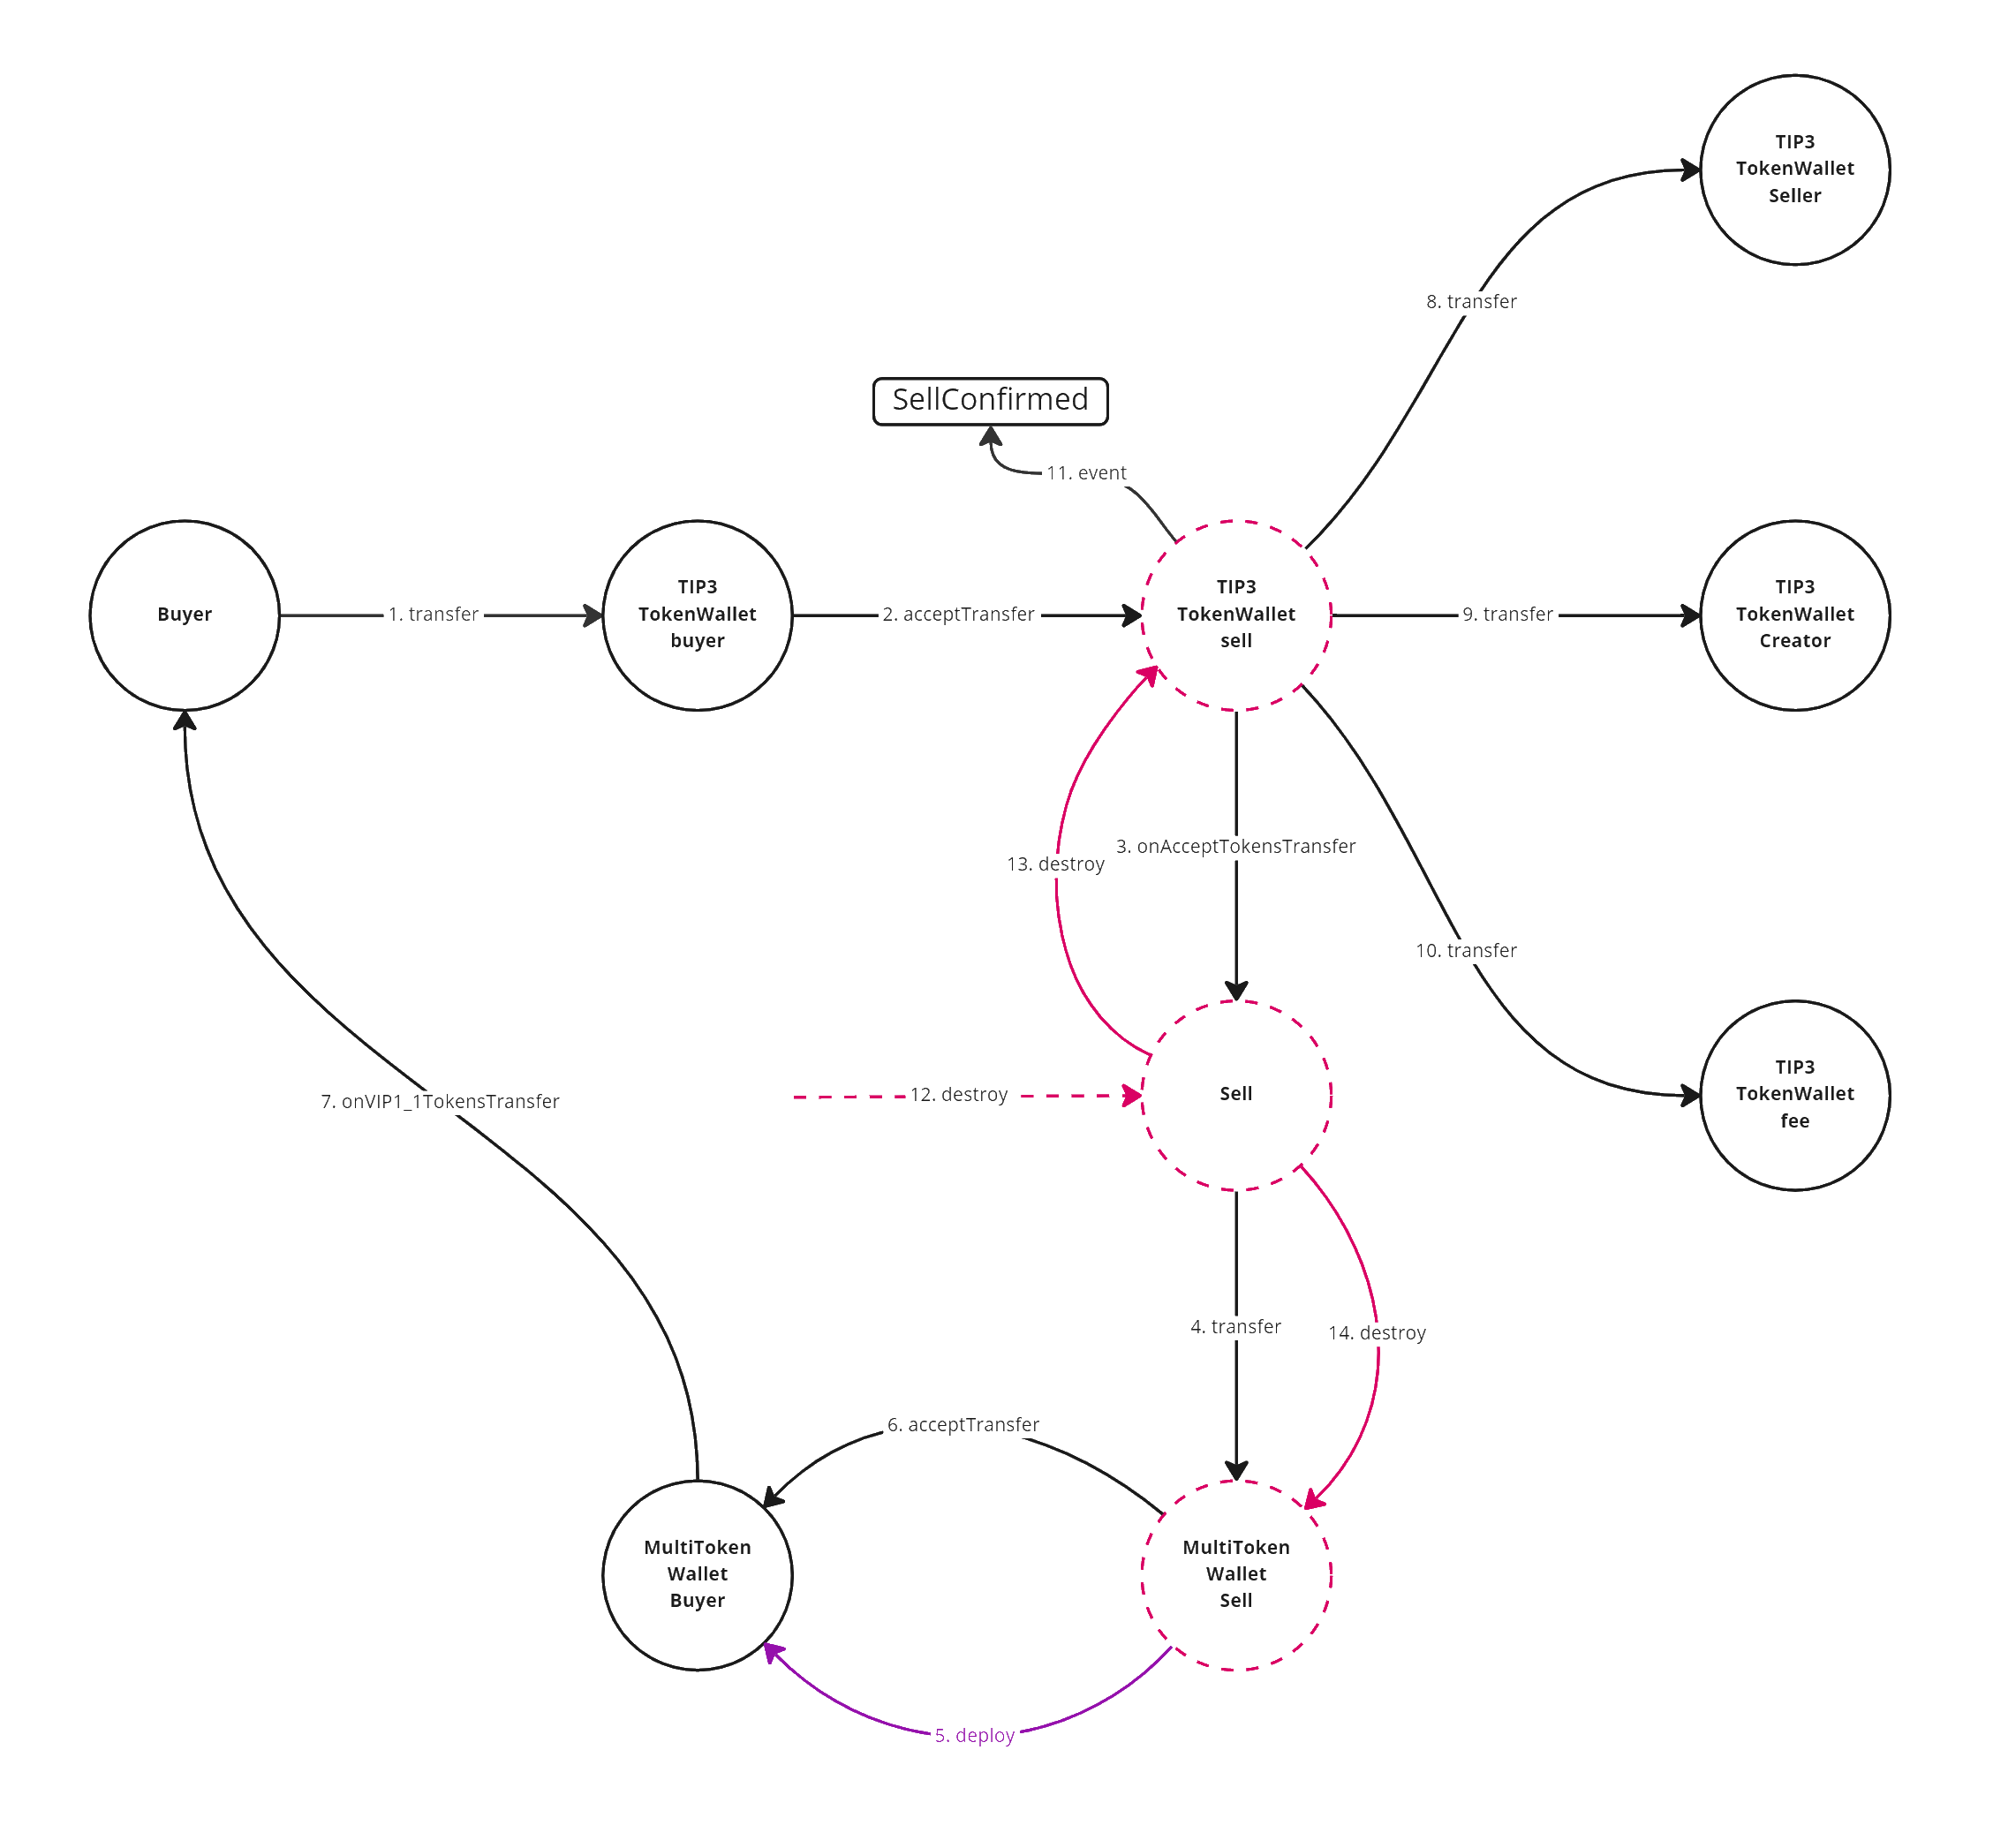 TIP3
TokenWallet
Seller
8. transfer
SellConfirmed
11. event
Buyer
1. transfer
TIP3
TokenWallet
buyer
2. acceptTransfer
TIP3
TokenWallet
sell
9. transfer
TIP3
TokenWallet
Creator
3. onAcceptTokensTransfer
13. destroy
10. transfer
7. onVIP1_1TokensTransfer
12. destroy
Sell
TIP3
TokenWallet
fee
4. transfer
14. destroy
6. acceptTransfer
MultiToken
Wallet
Buyer
MultiToken
Wallet
Sell
5. deploy